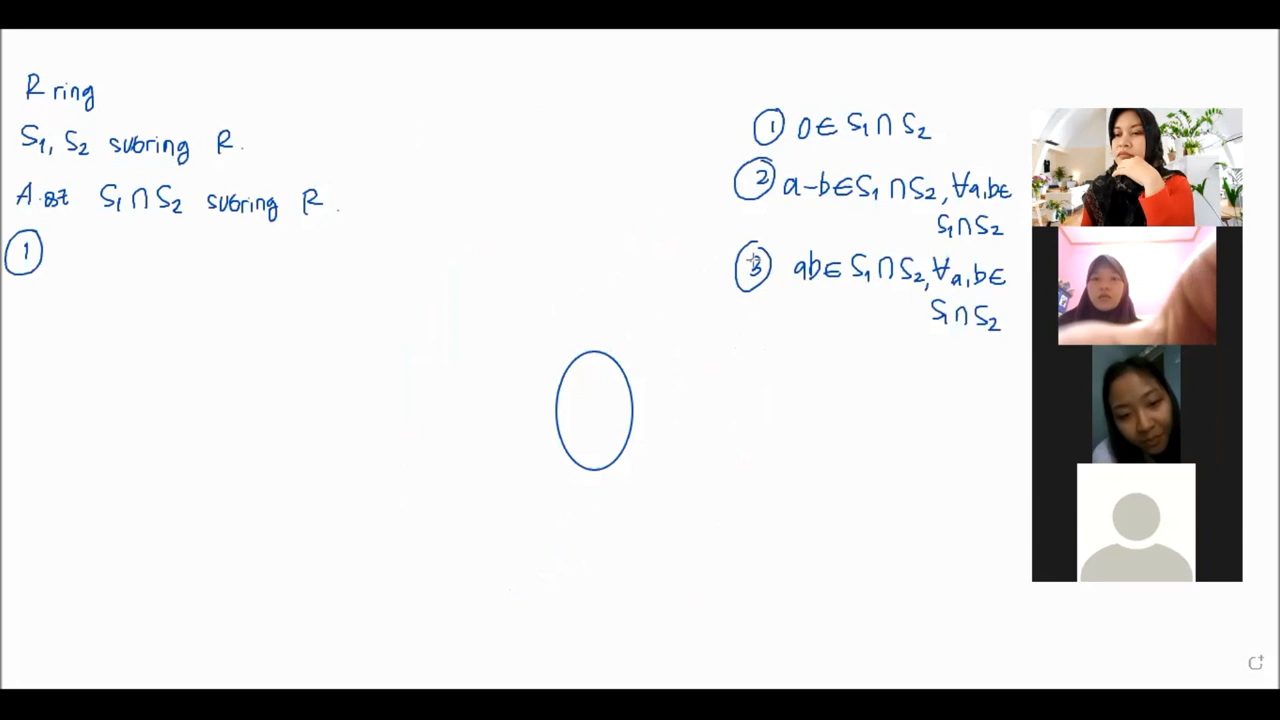 R ring
S₁, S₂ subring R.
A. S₁ ∩ S₂ subring R.
①
① 0 ∈ S₁ ∩ S₂
② a-b ∈ S₁ ∩ S₂, ∀a,b ∈
S₁ ∩ S₂
③ ab ∈ S₁ ∩ S₂, ∀a, b ∈
S₁ ∩ S₂